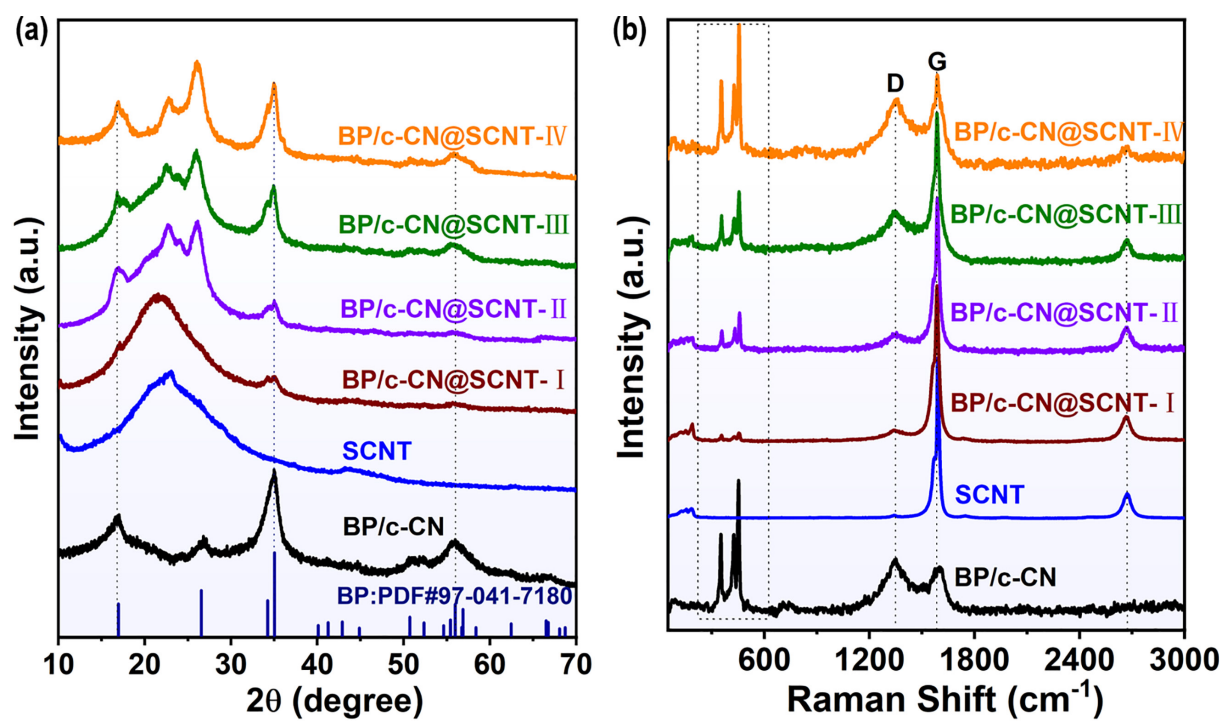 (a)
Intensity (a.u.)
BP/c-CN@SCNT-Ⅳ
BP/c-CN@SCNT-Ⅲ
BP/c-CN@SCNT-Ⅱ
BP/c-CN@SCNT-Ⅰ
SCNT
BP/c-CN
BP:PDF#97-041-7180
10 20 30 40 50 60 70
2θ (degree)
(b)
Intensity (a.u.)
D G
BP/c-CN@SCNT-Ⅳ
BP/c-CN@SCNT-Ⅲ
BP/c-CN@SCNT-Ⅱ
BP/c-CN@SCNT-Ⅰ
SCNT
BP/c-CN
600 1200 1800 2400 3000
Raman Shift (cm⁻¹)